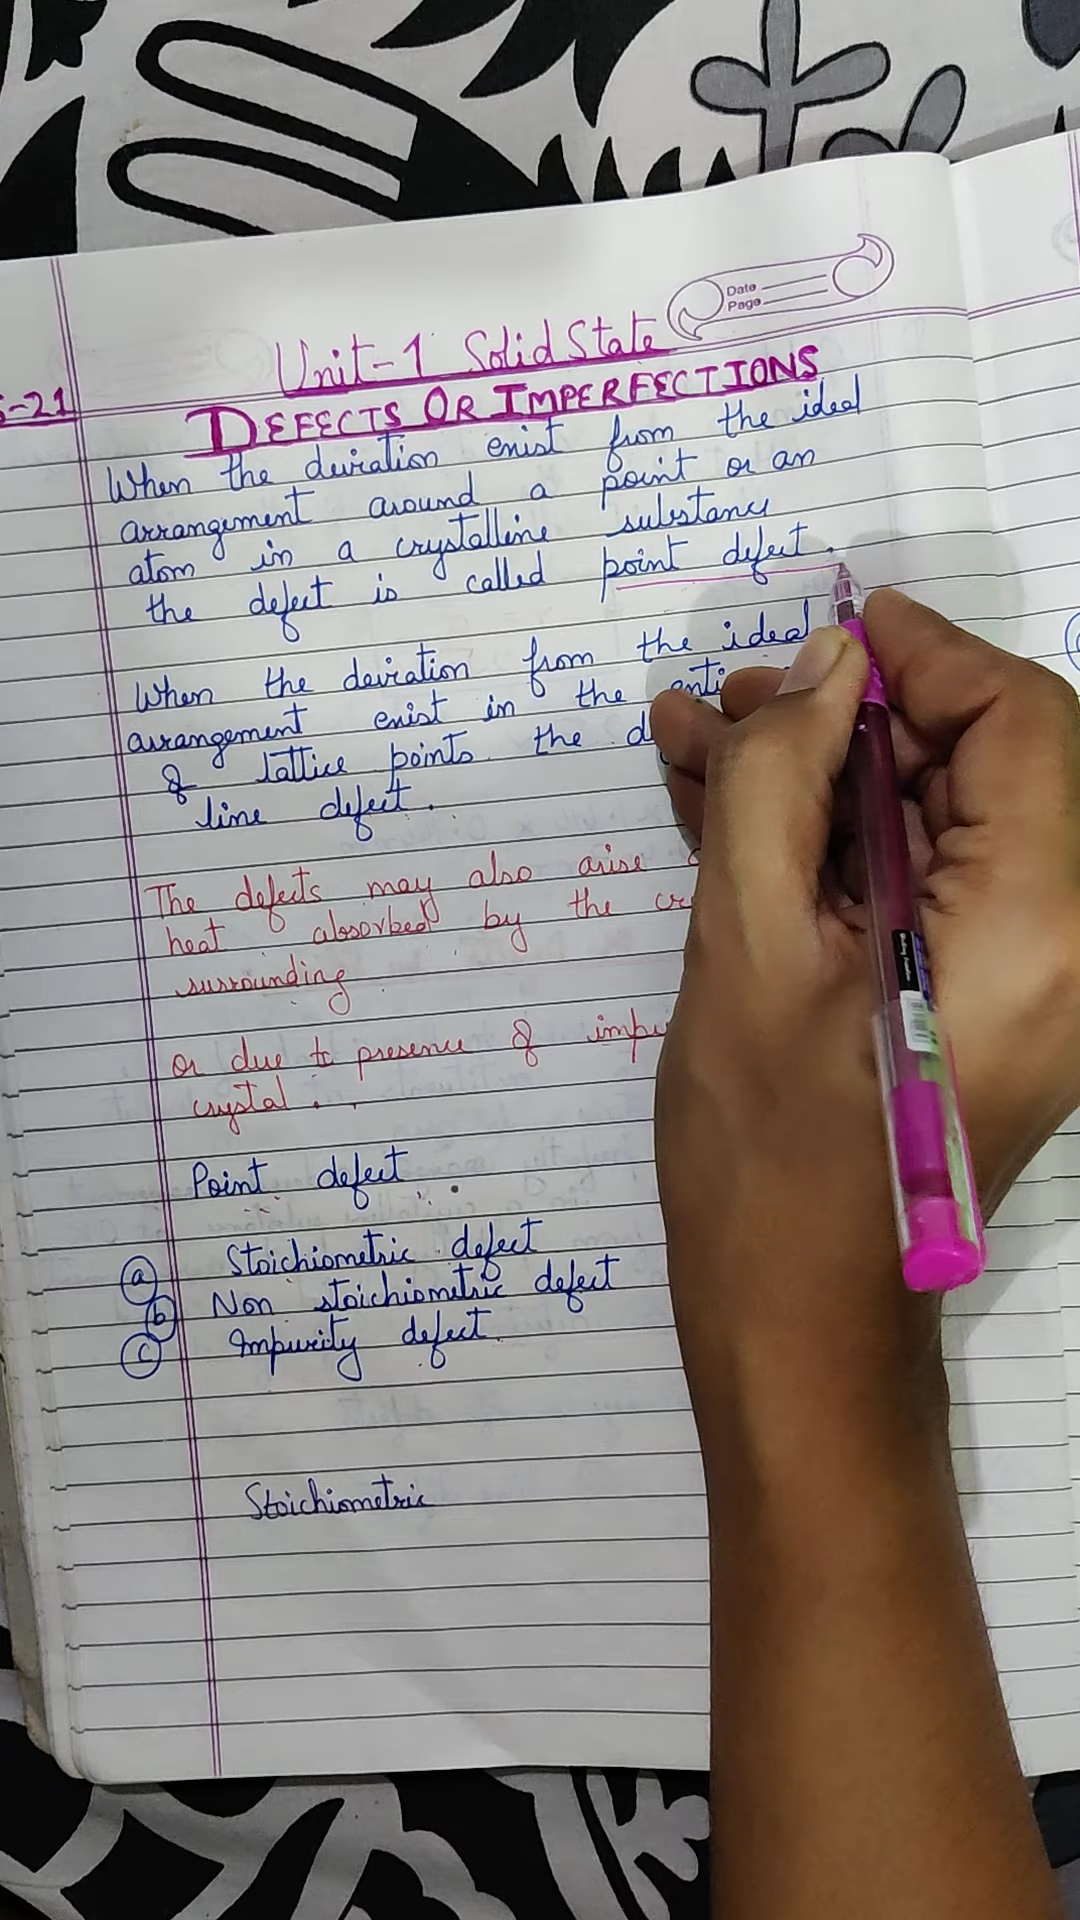 Date
Page
Unit-1 Solid State
-21
DEFECTS OR IMPERFECTIONS
When the deviation exist from the ideal
arrangement around a point or an
atom in a crystalline substance
the defect is called point defect.
When the deviation from the ideal
arrangement exist in the enti
of lattice points. the d
line defect.
The defects may also arise
heat absorbed by the cr
surrounding
or due to presence of impu
crystal.
Point defect
a Stoichiometric defect
b Non stoichiometric defect
c Impurity defect
Stoichiometric